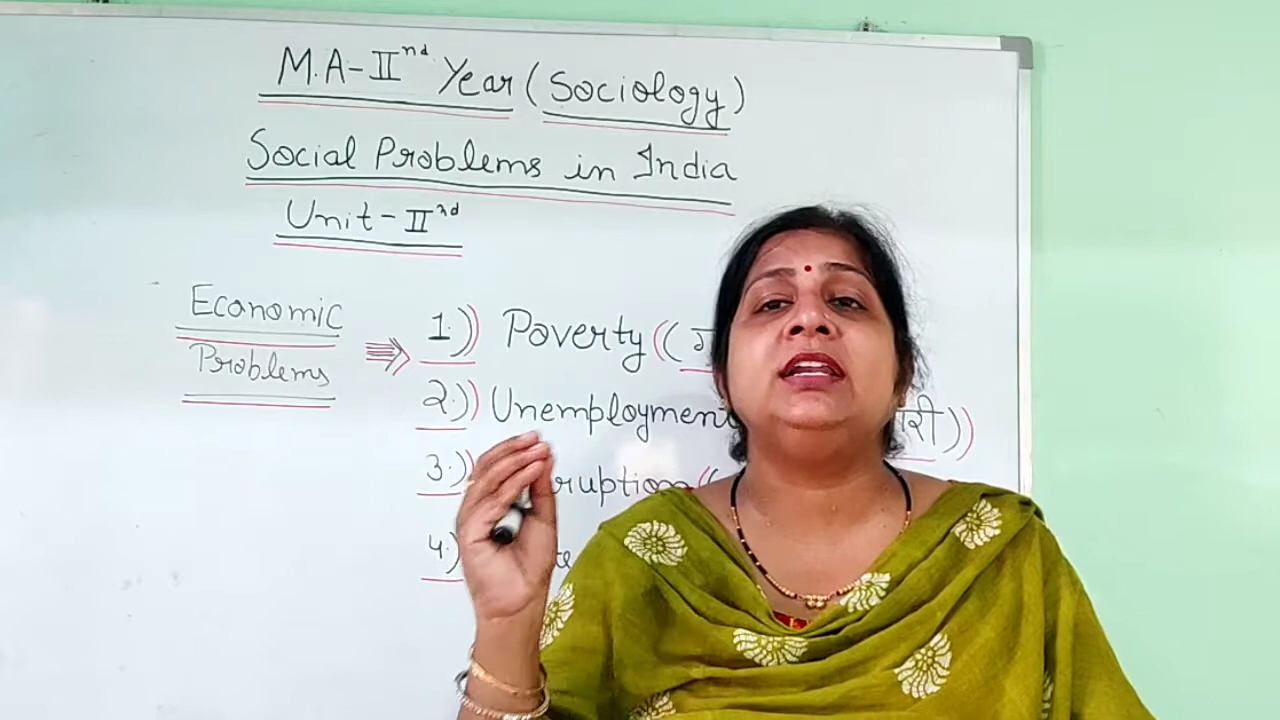 M.A-IInd Year (Sociology)
Social Problems in India
Unit-IInd
Economic
Problems
1.)) Poverty ((
2.)) Unemployment
3.))
4.)